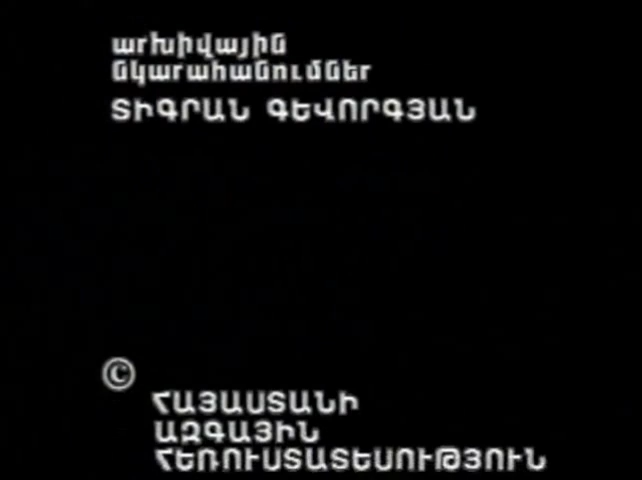 արխիվային
նկարահանումներ
ՏԻԳՐԱՆ ԳԵՎՈՐԳՅԱՆ
©
ՀԱՅԱՍՏԱՆԻ
ԱԶԳԱՅԻՆ
ՀԵՌՈՒՍՏԱՏԵՍՈՒԹՅՈՒՆ